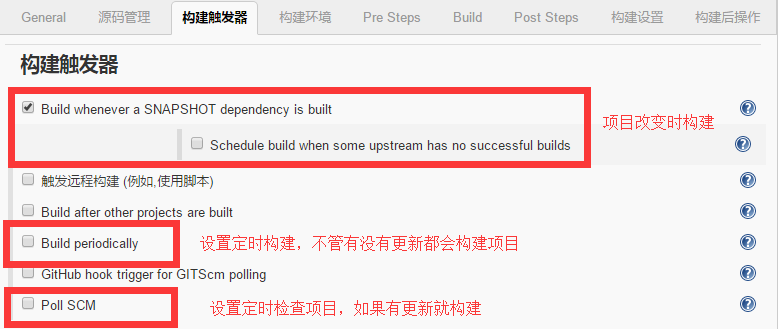 General 源码管理 构建触发器 构建环境 Pre Steps Build Post Steps 构建设置 构建后操作
构建触发器
Build whenever a SNAPSHOT dependency is built
项目改变时构建
Schedule build when some upstream has no successful builds
触发远程构建 (例如,使用脚本)
Build after other projects are built
Build periodically
设置定时构建，不管有没有更新都会构建项目
GitHub hook trigger for GITScm polling
Poll SCM
设置定时检查项目，如果有更新就构建